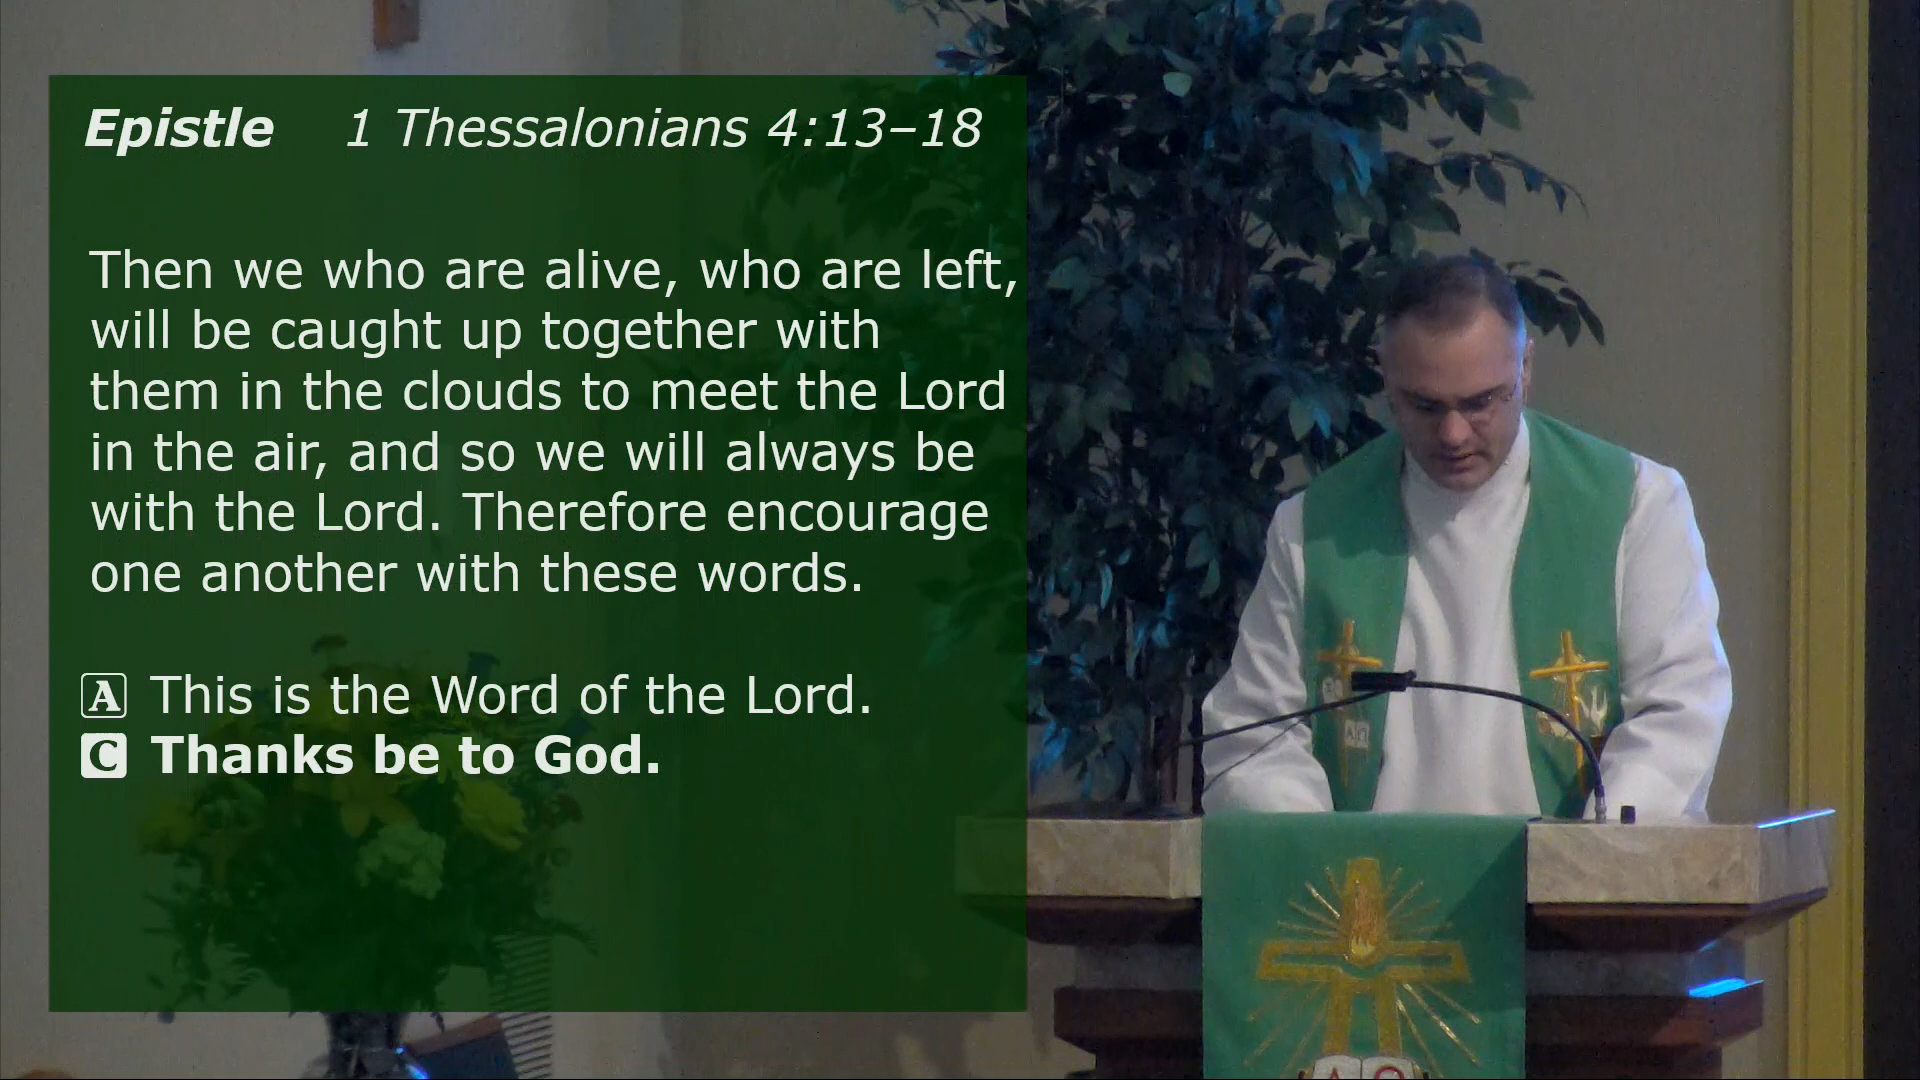 Epistle 1 Thessalonians 4:13–18
Then we who are alive, who are left,
will be caught up together with
them in the clouds to meet the Lord
in the air, and so we will always be
with the Lord. Therefore encourage
one another with these words.
A This is the Word of the Lord.
C Thanks be to God.
Α Ω